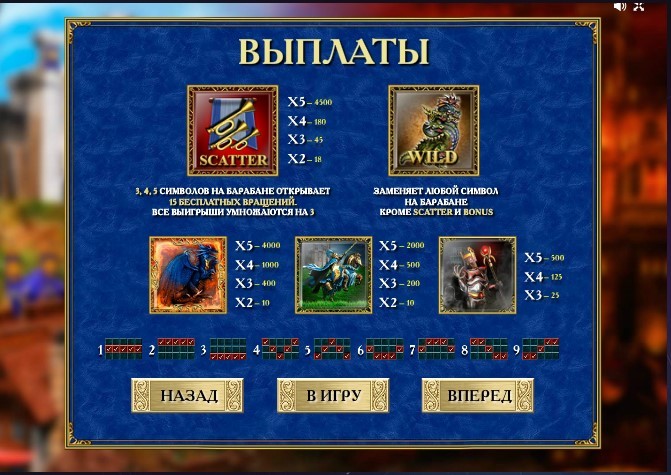 ВЫПЛАТЫ
SCATTER
X5 – 4500
X4 – 180
X3 – 45
X2 – 18
WILD
3, 4, 5 СИМВОЛОВ НА БАРАБАНЕ ОТКРЫВАЕТ
15 БЕСПЛАТНЫХ ВРАЩЕНИЙ.
ВСЕ ВЫИГРЫШИ УМНОЖАЮТСЯ НА 3
ЗАМЕНЯЕТ ЛЮБОЙ СИМВОЛ
НА БАРАБАНЕ
КРОМЕ SCATTER И BONUS
X5 – 4000
X4 – 1000
X3 – 400
X2 – 10
X5 – 2000
X4 – 500
X3 – 200
X2 – 10
X5 – 500
X4 – 125
X3 – 25
1 2 3 4 5 6 7 8 9
НАЗАД
В ИГРУ
ВПЕРЕД